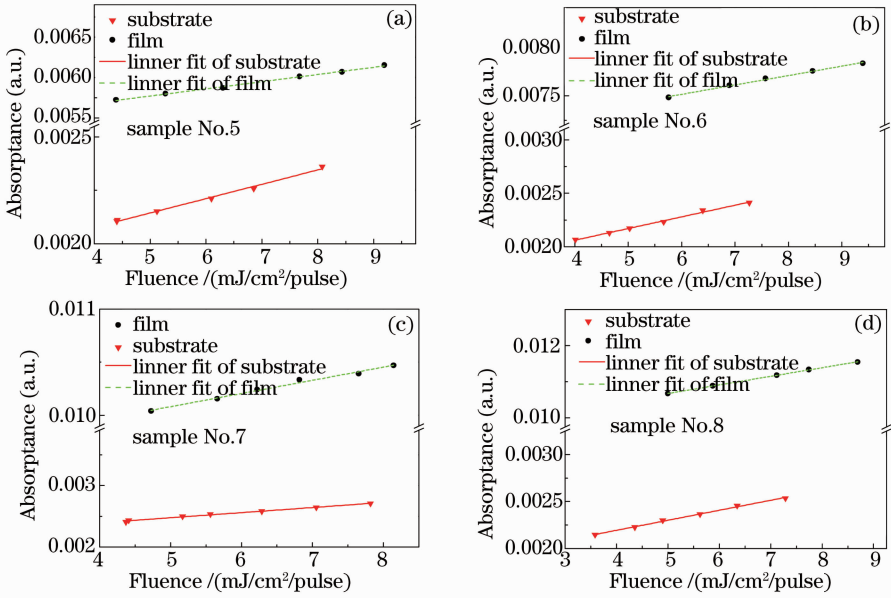 (a)
substrate
film
linner fit of substrate
linner fit of film
sample No.5
0.0065
0.0060
0.0055
0.0025
0.0020
Absorptance (a.u.)
4 5 6 7 8 9
Fluence /(mJ/cm²/pulse)
(b)
substrate
film
linner fit of substrate
linner fit of film
sample No.6
0.0080
0.0075
0.0030
0.0025
0.0020
Absorptance (a.u.)
4 5 6 7 8 9
Fluence /(mJ/cm²/pulse)
(c)
film
substrate
linner fit of substrate
linner fit of film
sample No.7
0.011
0.010
0.003
0.002
Absorptance (a.u.)
4 5 6 7 8
Fluence /(mJ/cm²/pulse)
(d)
substrate
film
linner fit of substrate
linner fit of film
sample No.8
0.0112
0.0110
0.0030
0.0025
0.0020
Absorptance (a.u.)
3 4 5 6 7 8 9
Fluence /(mJ/cm²/pulse)